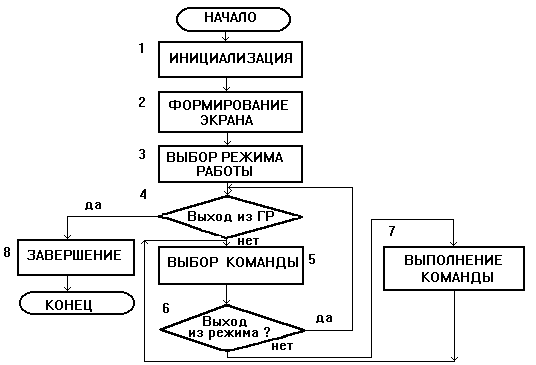 НАЧАЛО
1
ИНИЦИАЛИЗАЦИЯ
2
ФОРМИРОВАНИЕ
ЭКРАНА
3
ВЫБОР РЕЖИМА
РАБОТЫ
4
да
Выход из ГР
нет
7
8
ЗАВЕРШЕНИЕ
ВЫБОР КОМАНДЫ
5
ВЫПОЛНЕНИЕ
КОМАНДЫ
КОНЕЦ
6
Выход
из режима ?
да
нет